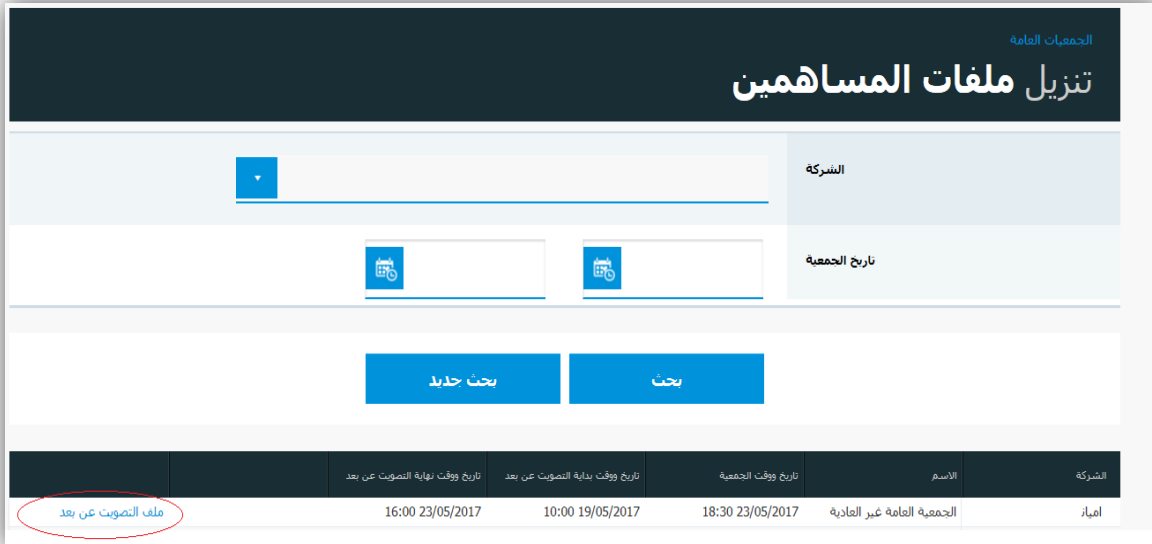 الجمعيات العامة
تنزيل ملفات المساهمين
الشركة
تاريخ الجمعية
بحث
بحث جديد
الشركة الاسم تاريخ ووقت الجمعية تاريخ ووقت بداية التصويت عن بعد تاريخ ووقت نهاية التصويت عن بعد
الجمعية العامة غير العادية 18:30 23/05/2017 10:00 19/05/2017 16:00 23/05/2017 ملف التصويت عن بعد